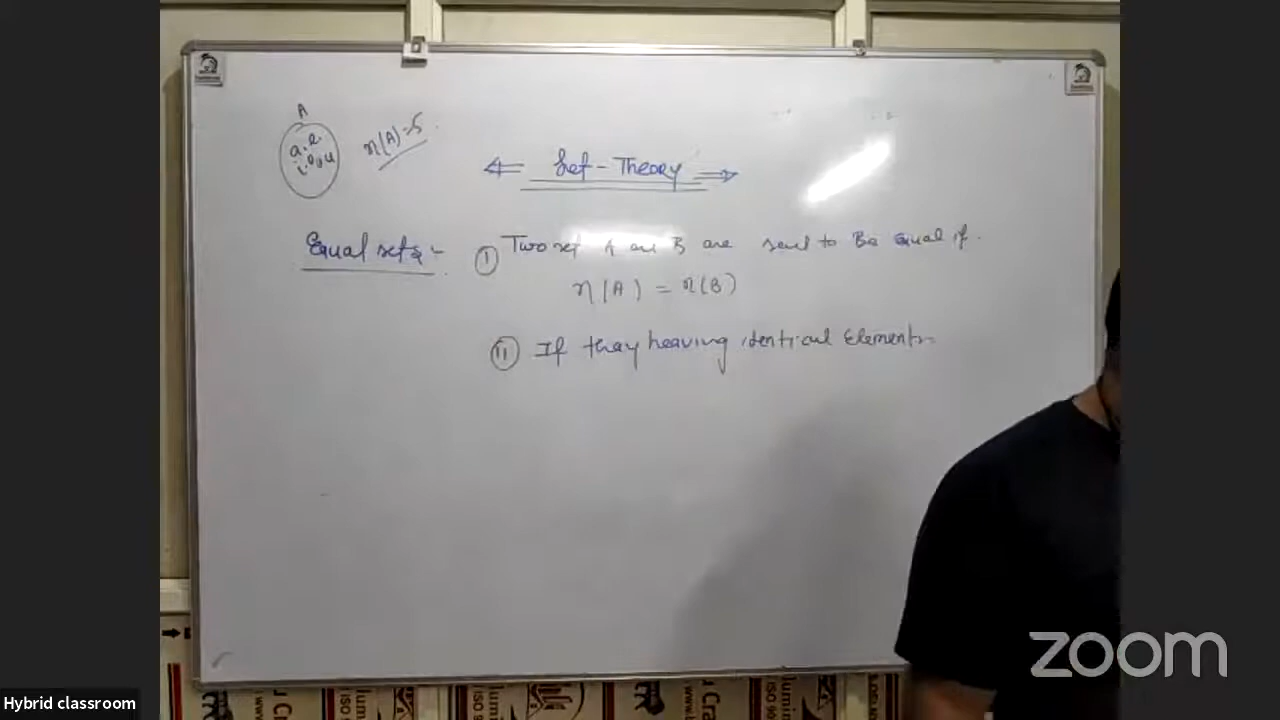 A
a. e.
i. o. u
n(A)=5
Set - Theory
Equal sets :-
(I) Two set A and B are said to Be Equal if.
n(A) = n(B)
(II) If thay heaving identical Elements
zoom
Hybrid classroom